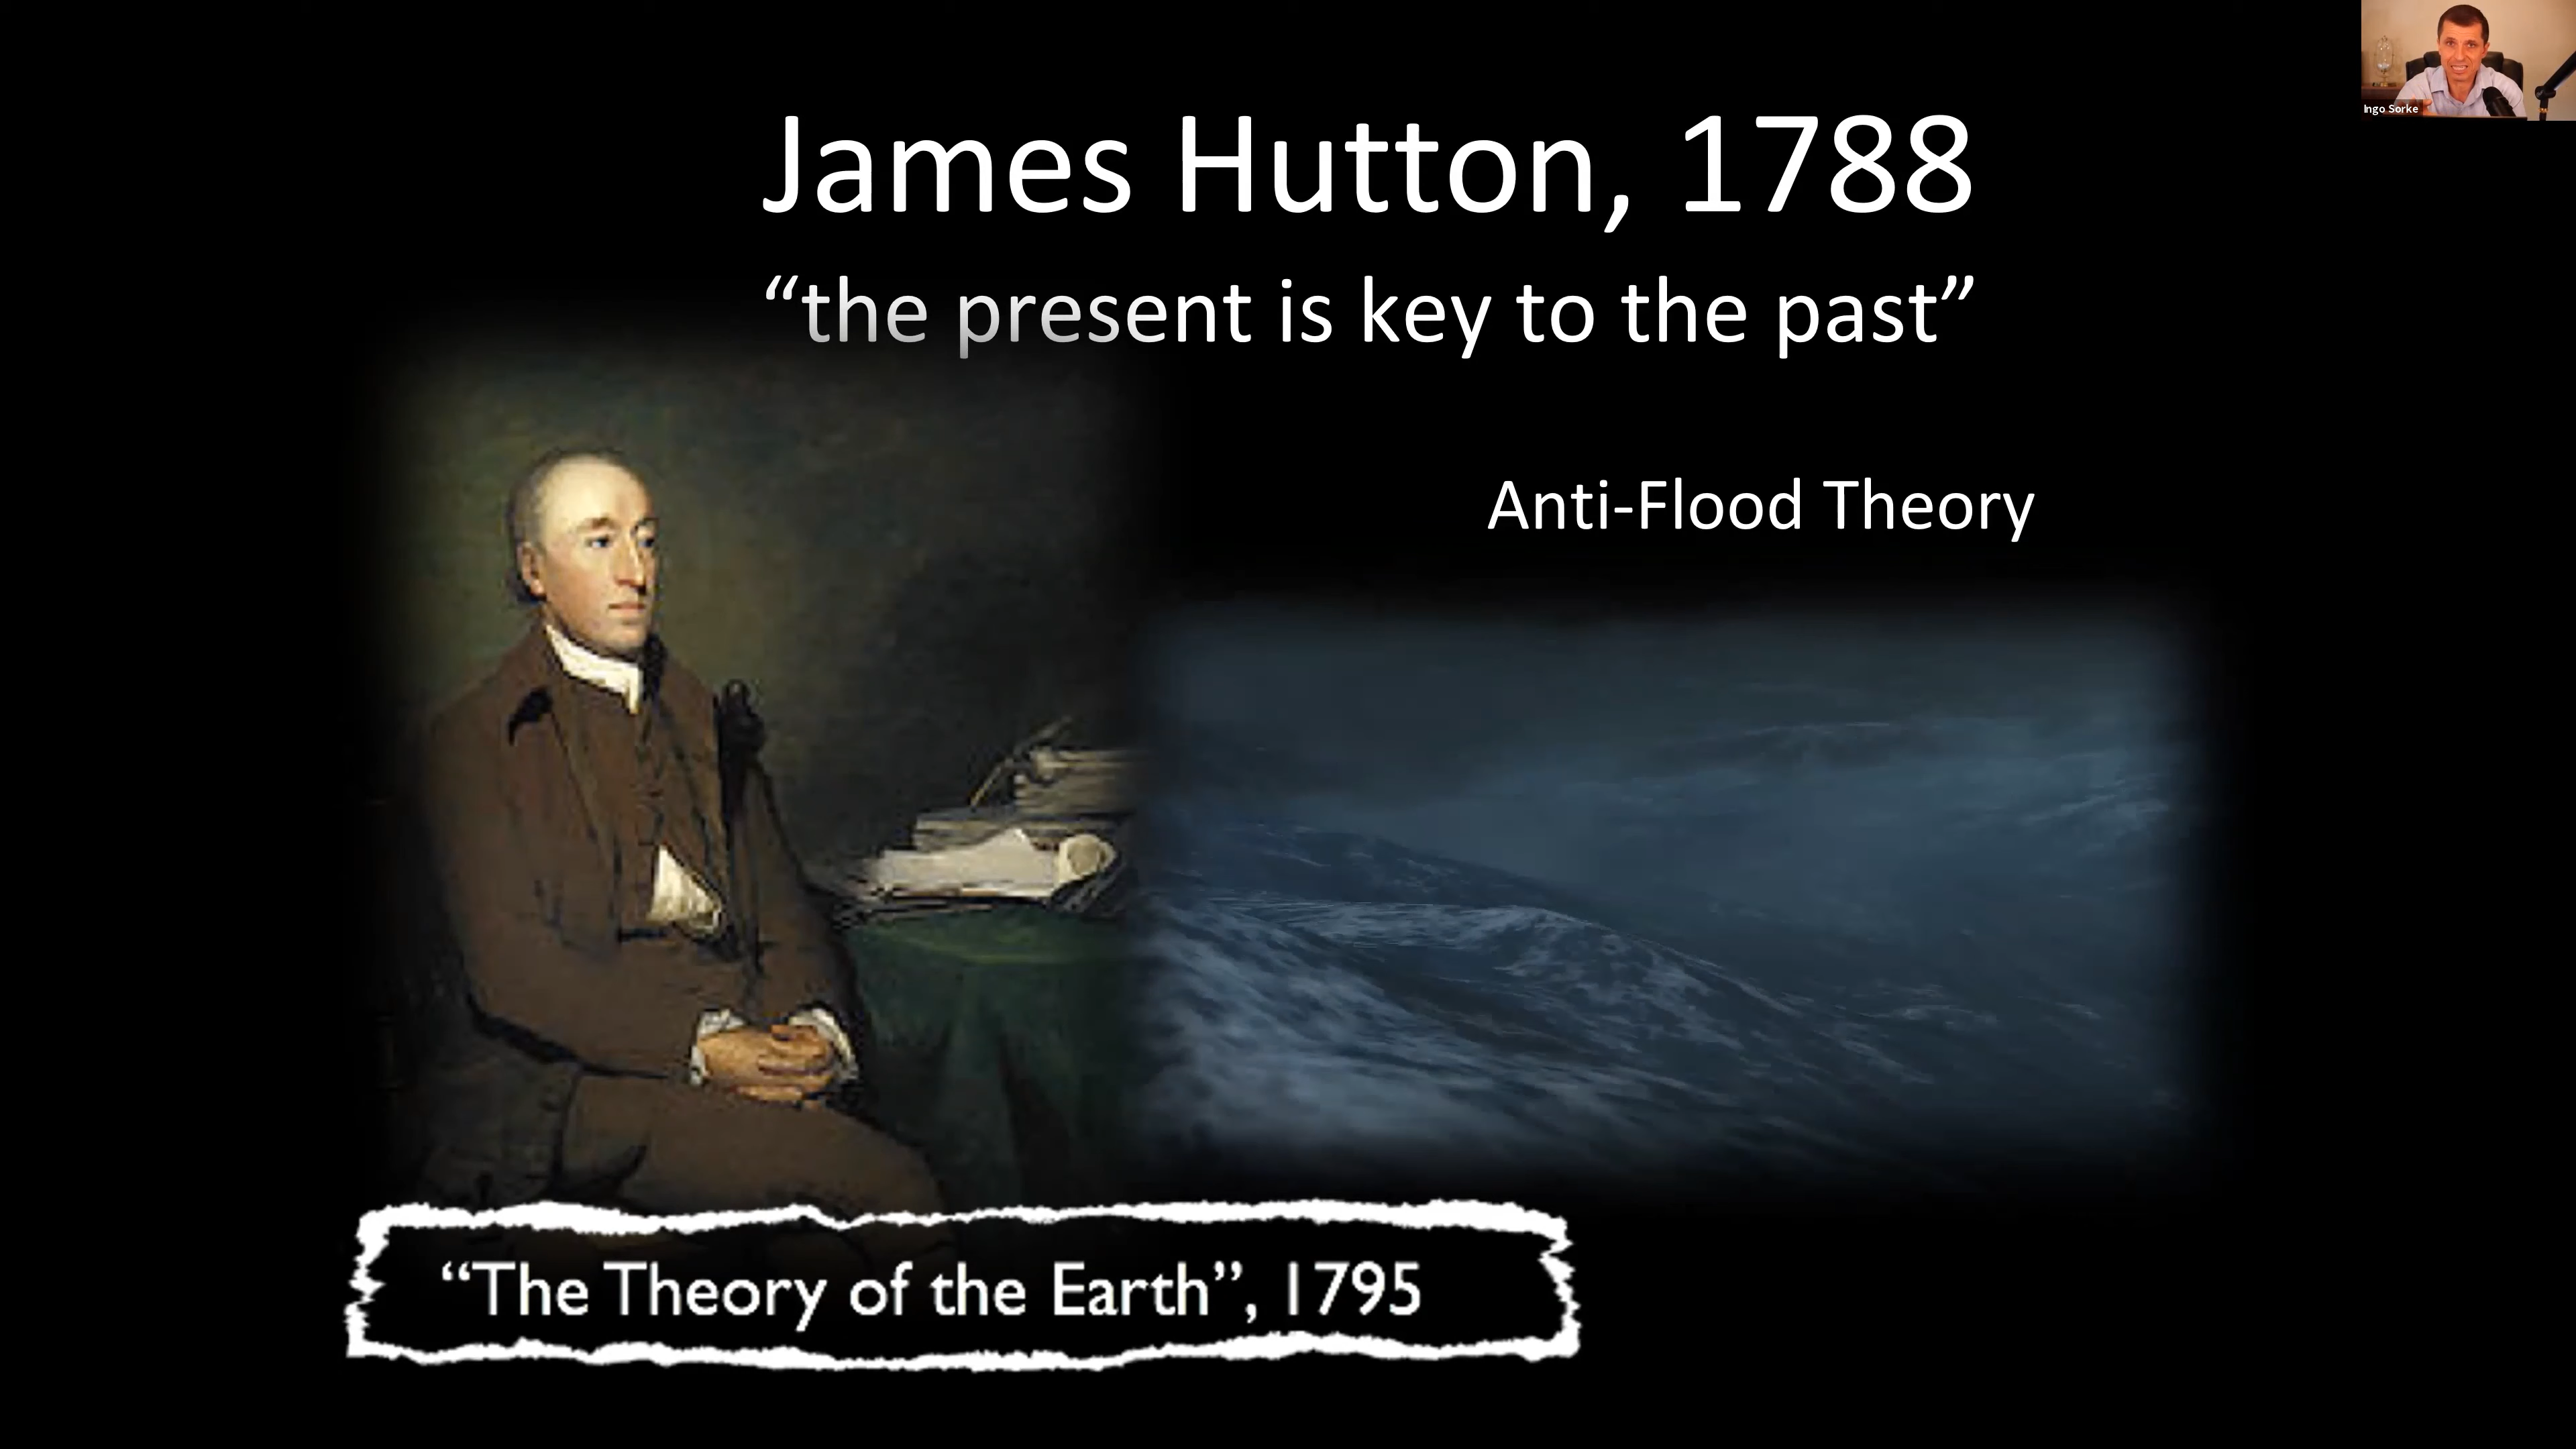 James Hutton, 1788
“the present is key to the past”
Ingo Sorke
Anti-Flood Theory
“The Theory of the Earth”, 1795